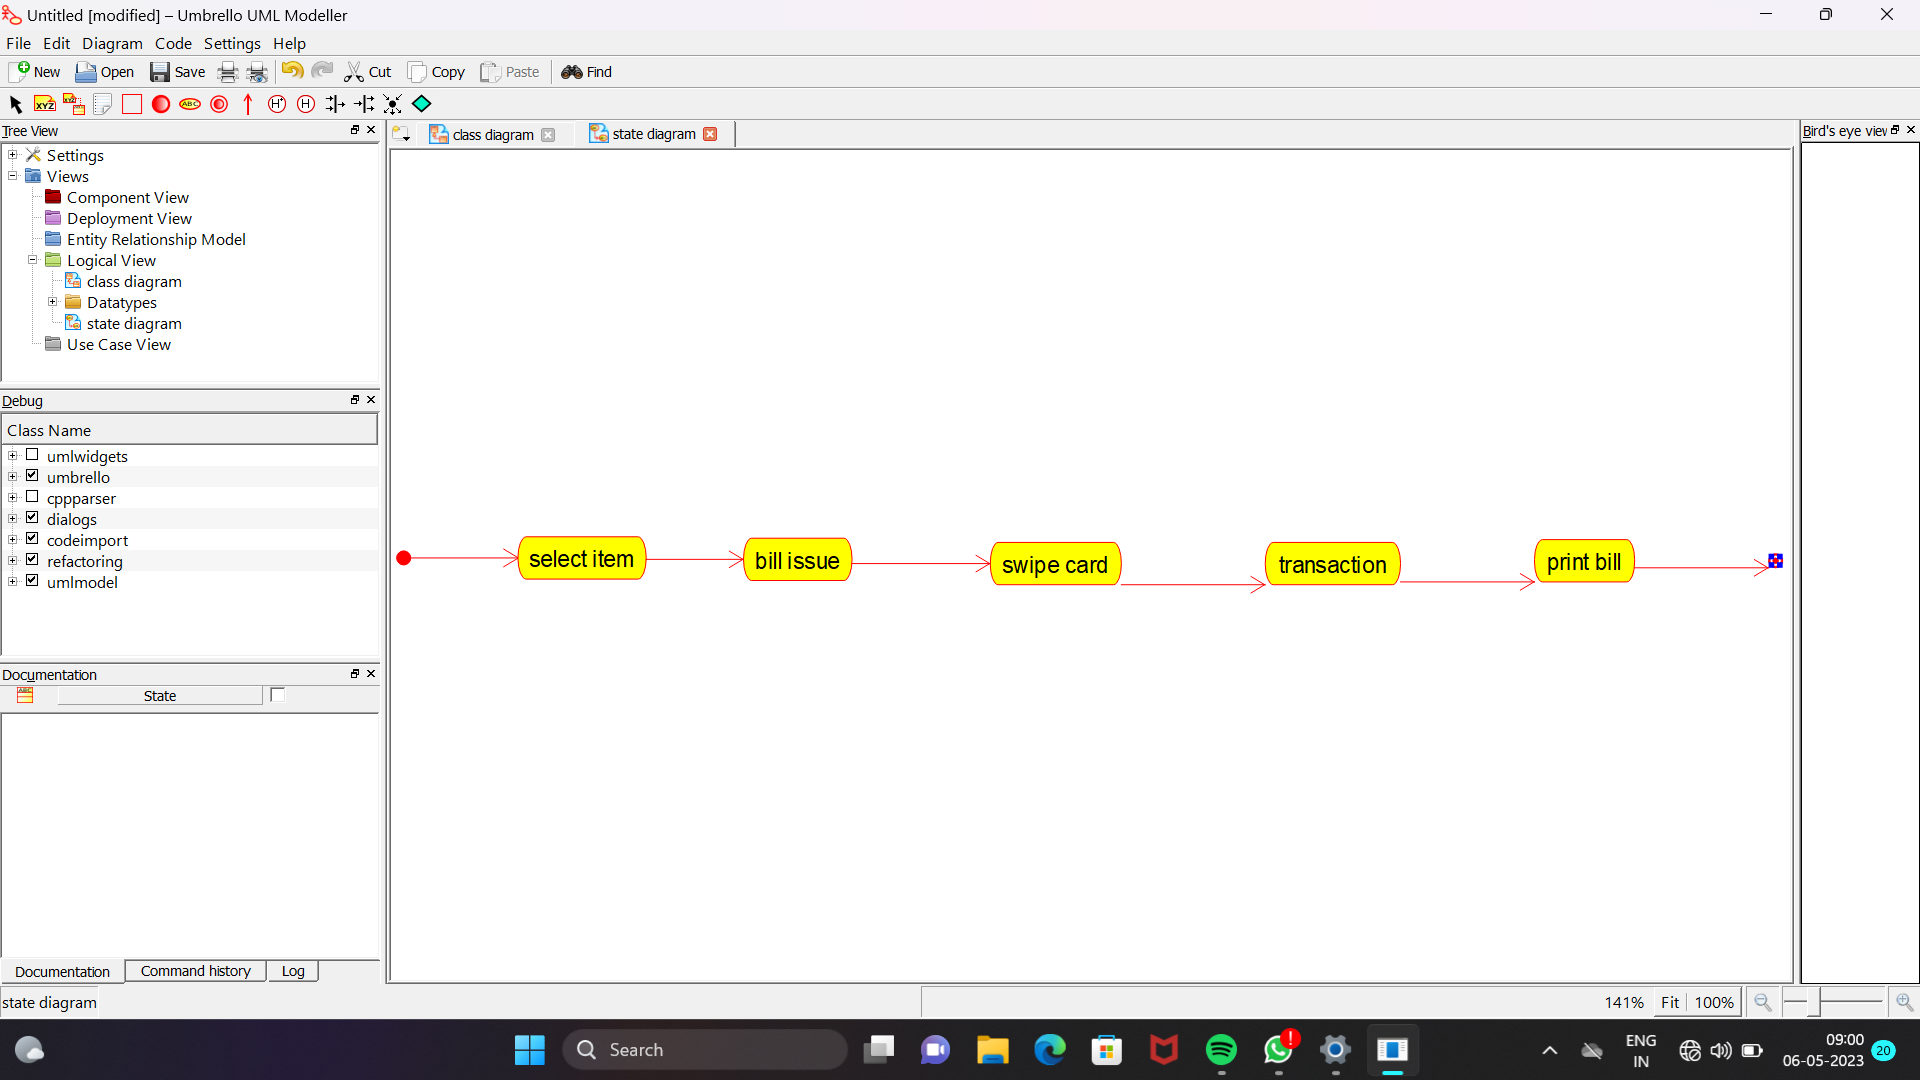 Untitled [modified] – Umbrello UML Modeller
File Edit Diagram Code Settings Help
New Open Save Cut Copy Paste Find
XYZ XYZ ABC H* H
Tree View
class diagram state diagram
Bird's eye view
Settings
Views
Component View
Deployment View
Entity Relationship Model
Logical View
class diagram
Datatypes
state diagram
Use Case View
Debug
Class Name
umlwidgets
umbrello
cppparser
dialogs
codeimport
refactoring
umlmodel
select item bill issue swipe card transaction print bill
Documentation
ABC State
Documentation Command history Log
state diagram 141% Fit 100%
Search
ENG
IN
09:00
06-05-2023
20